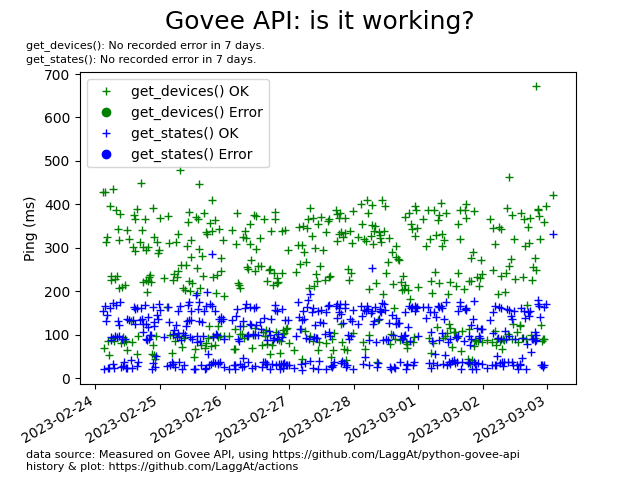 Govee API: is it working?
get_devices(): No recorded error in 7 days.
get_states(): No recorded error in 7 days.
get_devices() OK
get_devices() Error
get_states() OK
get_states() Error
Ping (ms)
700
600
500
400
300
200
100
0
2023-02-24
2023-02-25
2023-02-26
2023-02-27
2023-02-28
2023-03-01
2023-03-02
2023-03-03
data source: Measured on Govee API, using https://github.com/LaggAt/python-govee-api
history & plot: https://github.com/LaggAt/actions